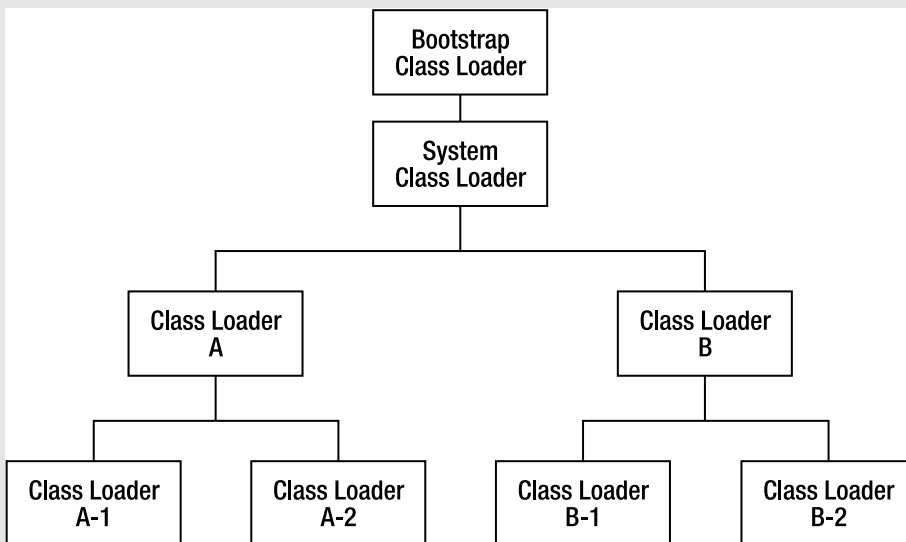 Bootstrap
Class Loader
System
Class Loader
Class Loader
A
Class Loader
B
Class Loader
A-1
Class Loader
A-2
Class Loader
B-1
Class Loader
B-2